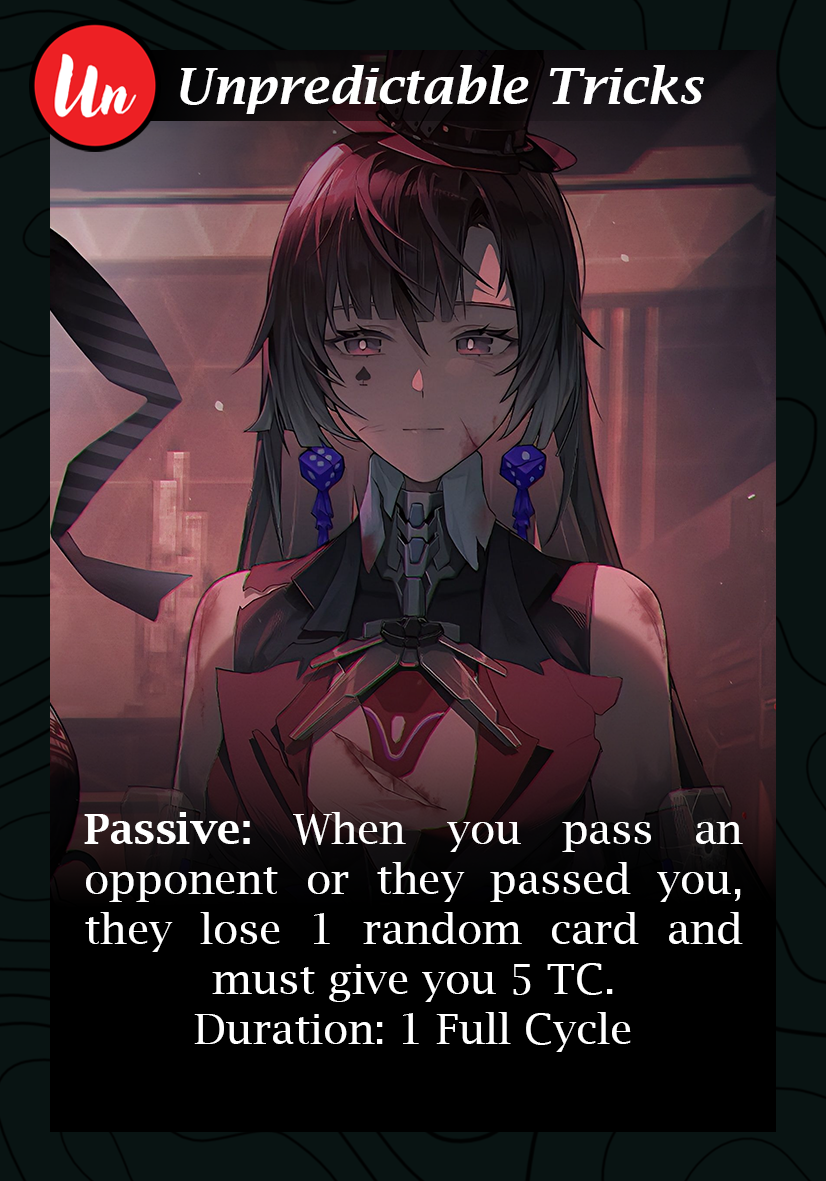 Un
Unpredictable Tricks
Passive: When you pass an
opponent or they passed you,
they lose 1 random card and
must give you 5 TC.
Duration: 1 Full Cycle